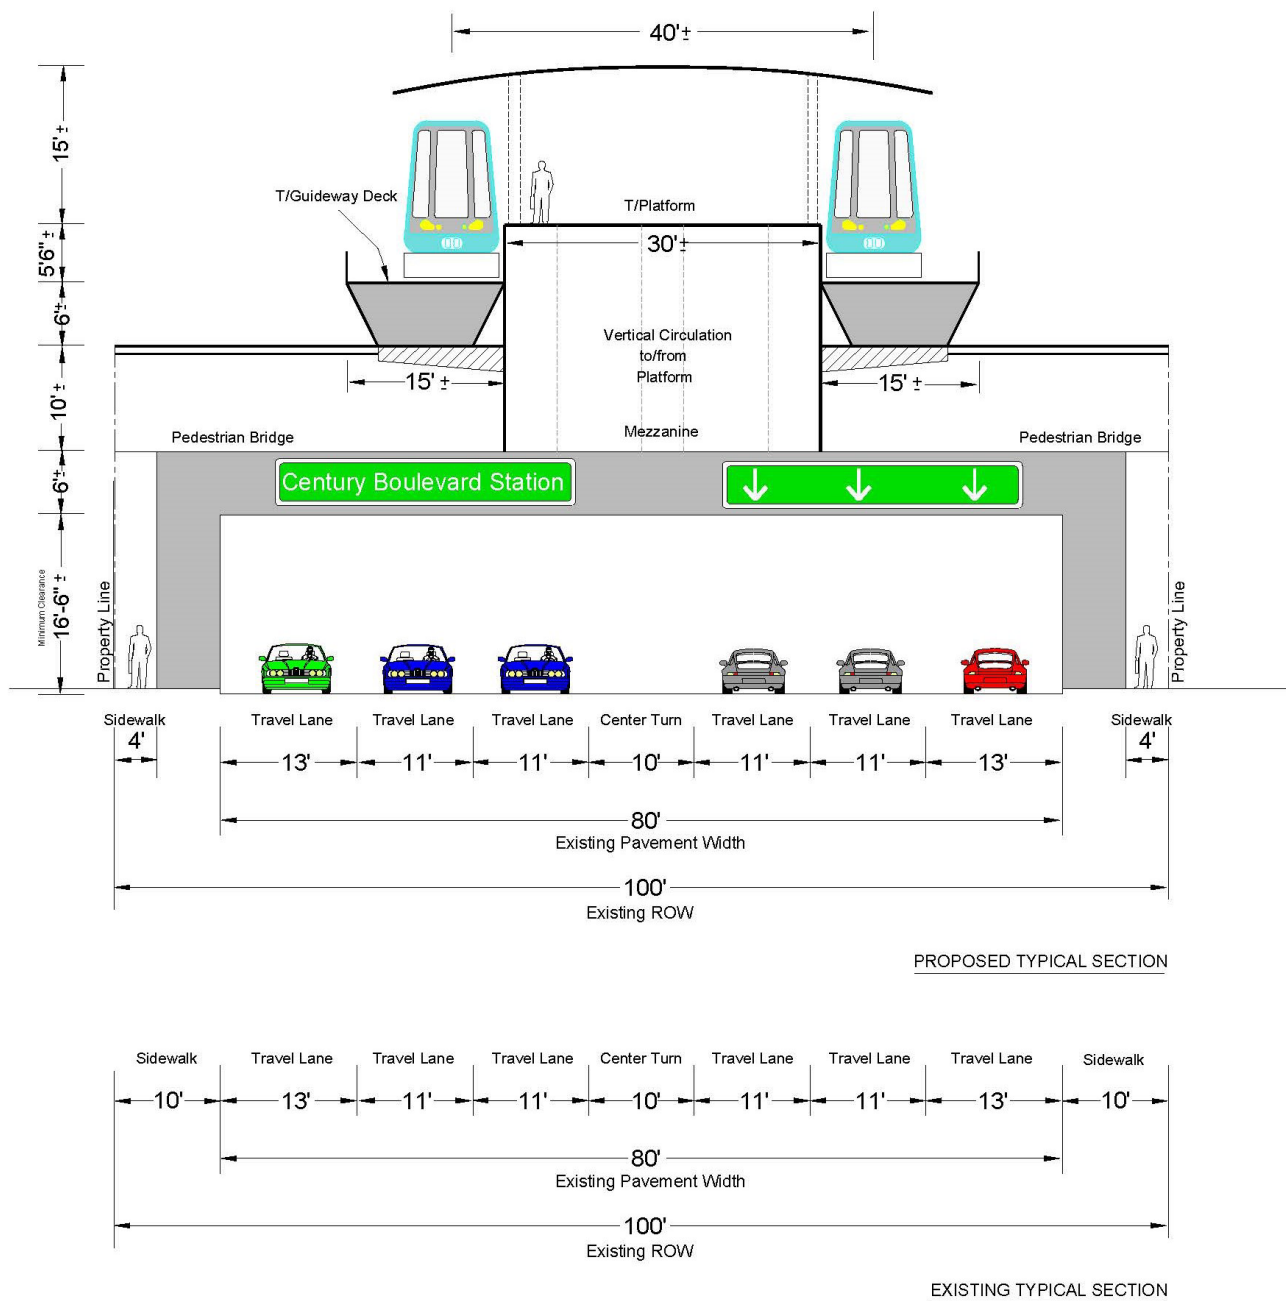 40'±
15' ±
T/Guideway Deck
T/Platform
5'6" ±
30'±
6'±
Vertical Circulation
to/from
Platform
15' ±
15' ±
10' ±
Pedestrian Bridge
Mezzanine
Pedestrian Bridge
6'±
Century Boulevard Station
Minimum Clearance
16'-6" ±
Property Line
Property Line
Sidewalk Travel Lane Travel Lane Travel Lane Center Turn Travel Lane Travel Lane Travel Lane Sidewalk
4' 13' 11' 11' 10' 11' 11' 13' 4'
80'
Existing Pavement Width
100'
Existing ROW
PROPOSED TYPICAL SECTION
Sidewalk Travel Lane Travel Lane Travel Lane Center Turn Travel Lane Travel Lane Travel Lane Sidewalk
10' 13' 11' 11' 10' 11' 11' 13' 10'
80'
Existing Pavement Width
100'
Existing ROW
EXISTING TYPICAL SECTION